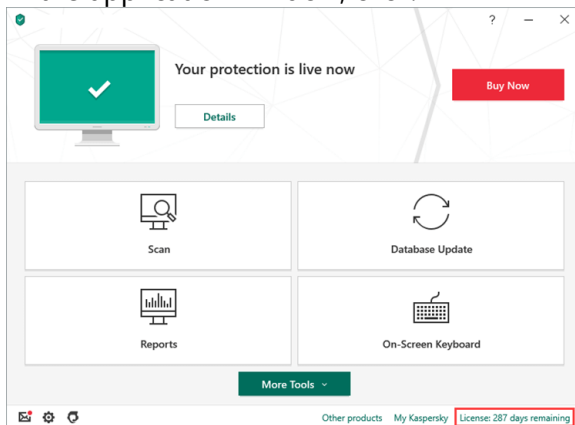 ?
Your protection is live now
Buy Now
Details
Scan
Database Update
Reports
On-Screen Keyboard
More Tools
Other products My Kaspersky License: 287 days remaining